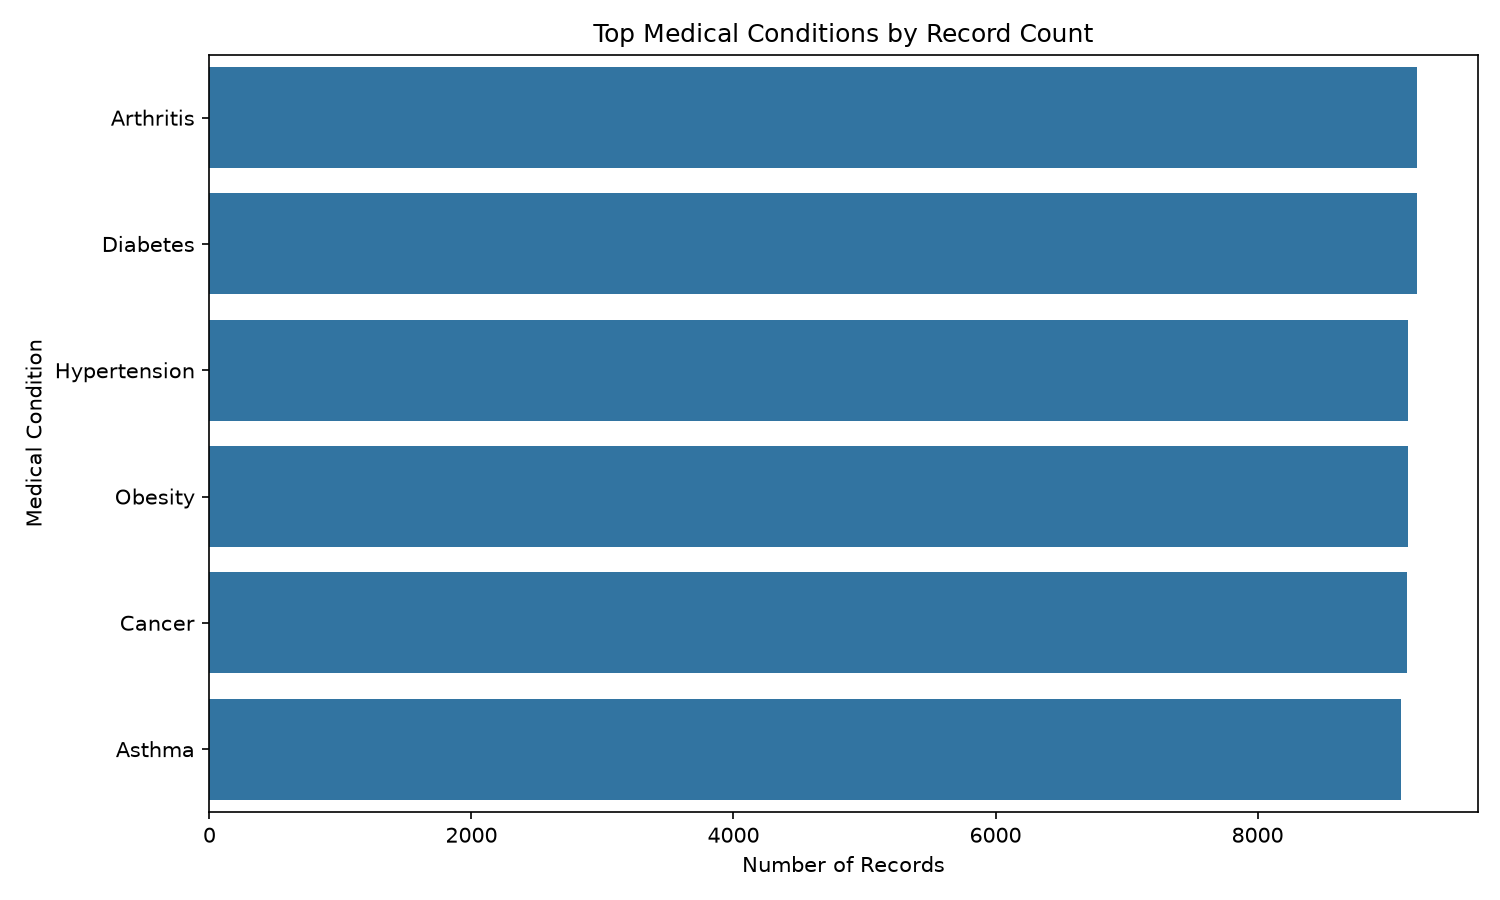 Top Medical Conditions by Record Count
Medical Condition
Arthritis
Diabetes
Hypertension
Obesity
Cancer
Asthma
0 2000 4000 6000 8000
Number of Records